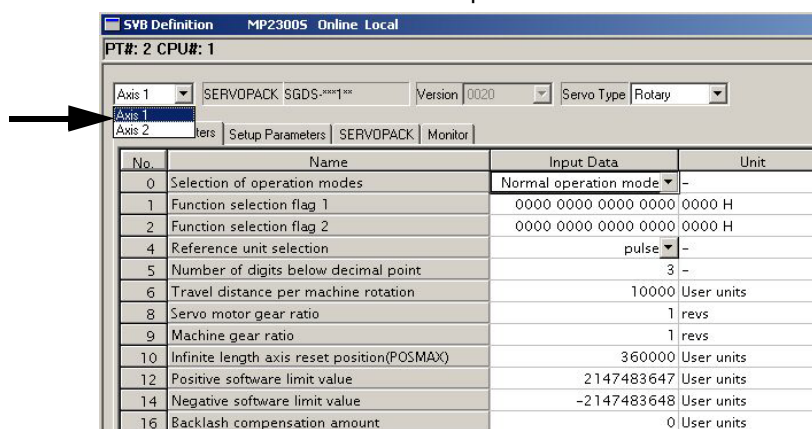 SVB Definition MP2300S Online Local
PT#: 2 CPU#: 1
Axis 1 SERVOPACK SGDS-***1** Version 0020 Servo Type Rotary
Axis 1
Axis 2
ters Setup Parameters SERVOPACK Monitor
No. Name Input Data Unit
0 Selection of operation modes Normal operation mode -
1 Function selection flag 1 0000 0000 0000 0000 0000 H
2 Function selection flag 2 0000 0000 0000 0000 0000 H
4 Reference unit selection pulse -
5 Number of digits below decimal point 3 -
6 Travel distance per machine rotation 10000 User units
8 Servo motor gear ratio 1 revs
9 Machine gear ratio 1 revs
10 Infinite length axis reset position(POSMAX) 360000 User units
12 Positive software limit value 2147483647 User units
14 Negative software limit value -2147483648 User units
16 Backlash compensation amount 0 User units